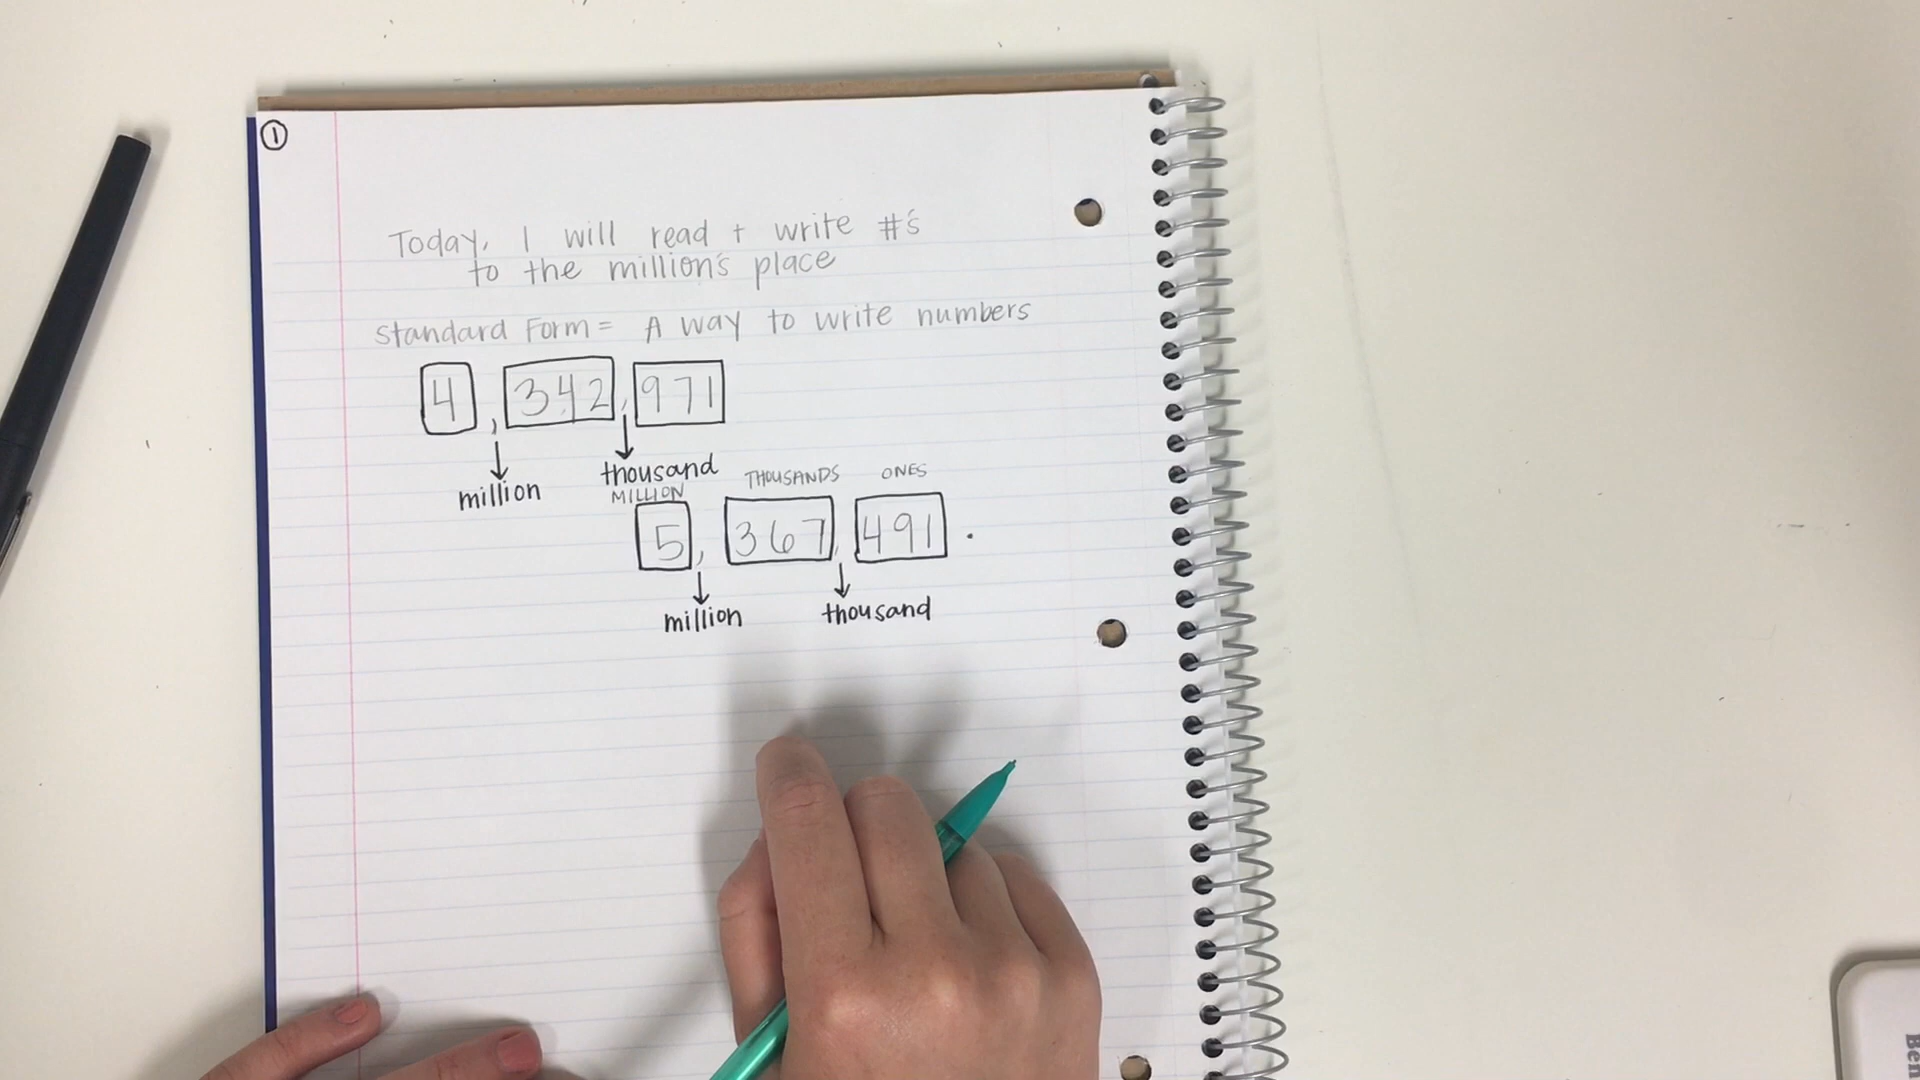 ①
Today, I will read + write #'s
to the million's place
Standard Form = A way to write numbers
4, 342, 971
million thousand
MILLION THOUSANDS ONES
5, 367, 491.
million thousand
Ben